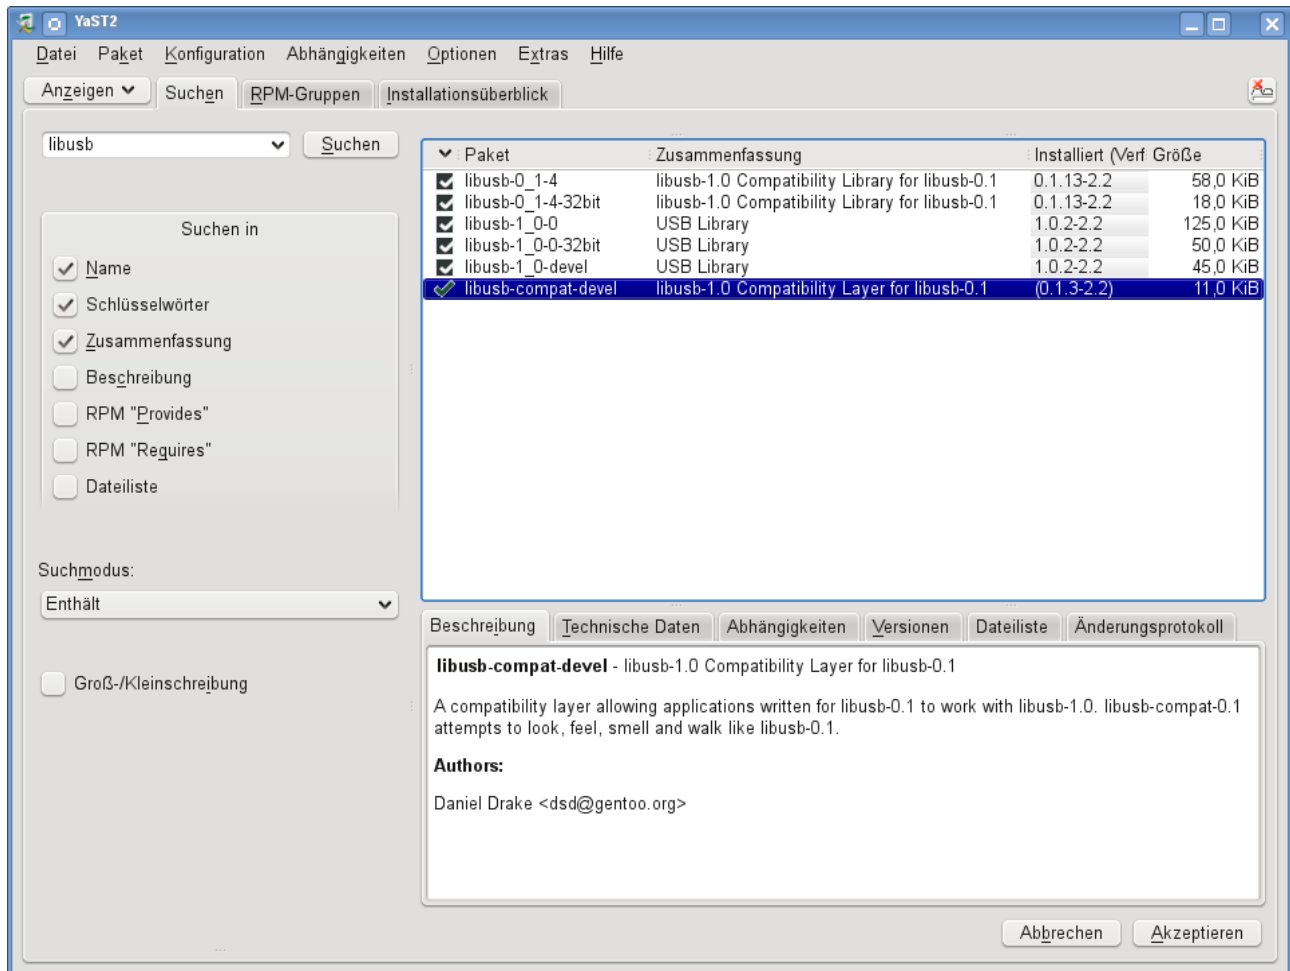 YaST2
Datei Paket Konfiguration Abhängigkeiten Optionen Extras Hilfe
Anzeigen Suchen RPM-Gruppen Installationsüberblick
libusb Suchen
Suchen in
Name
Schlüsselwörter
Zusammenfassung
Beschreibung
RPM "Provides"
RPM "Requires"
Dateiliste
Suchmodus:
Enthält
Groß-/Kleinschreibung
Paket Zusammenfassung Installiert (Verf Größe
libusb-0_1-4 libusb-1.0 Compatibility Library for libusb-0.1 0.1.13-2.2 58,0 KiB
libusb-0_1-4-32bit libusb-1.0 Compatibility Library for libusb-0.1 0.1.13-2.2 18,0 KiB
libusb-1_0-0 USB Library 1.0.2-2.2 125,0 KiB
libusb-1_0-0-32bit USB Library 1.0.2-2.2 50,0 KiB
libusb-1_0-devel USB Library 1.0.2-2.2 45,0 KiB
libusb-compat-devel libusb-1.0 Compatibility Layer for libusb-0.1 (0.1.3-2.2) 11,0 KiB
Beschreibung Technische Daten Abhängigkeiten Versionen Dateiliste Änderungsprotokoll
libusb-compat-devel - libusb-1.0 Compatibility Layer for libusb-0.1
A compatibility layer allowing applications written for libusb-0.1 to work with libusb-1.0. libusb-compat-0.1
attempts to look, feel, smell and walk like libusb-0.1.
Authors:
Daniel Drake <dsd@gentoo.org>
Abbrechen Akzeptieren